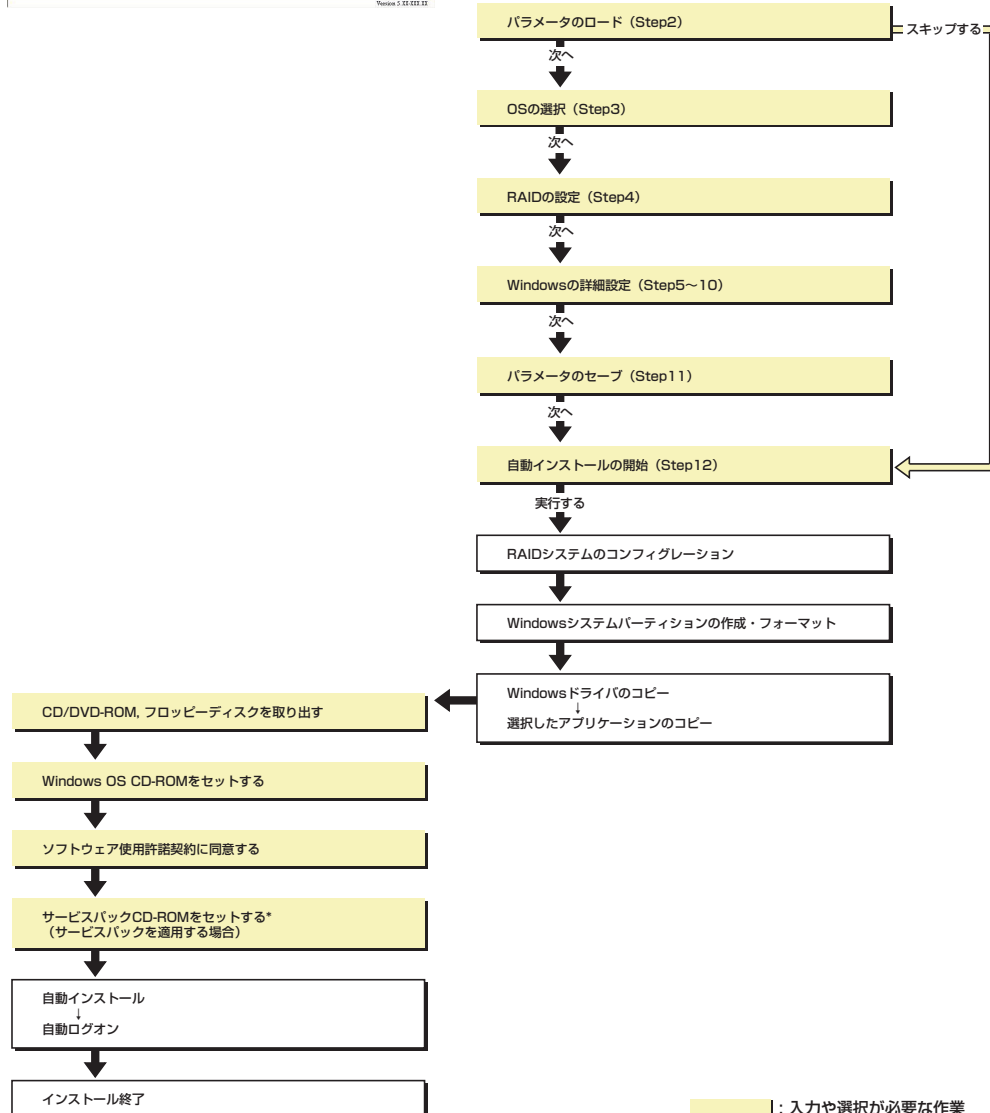 Version 5.XX-XXX.XX
パラメータのロード（Step2）
スキップする
次へ
OSの選択（Step3）
次へ
RAIDの設定（Step4）
次へ
Windowsの詳細設定（Step5～10）
次へ
パラメータのセーブ（Step11）
次へ
自動インストールの開始（Step12）
実行する
RAIDシステムのコンフィグレーション
Windowsシステムパーティションの作成・フォーマット
Windowsドライバのコピー
↓
選択したアプリケーションのコピー
CD/DVD-ROM, フロッピーディスクを取り出す
Windows OS CD-ROMをセットする
ソフトウェア使用許諾契約に同意する
サービスパックCD-ROMをセットする*
（サービスパックを適用する場合）
自動インストール
↓
自動ログオン
インストール終了
：入力や選択が必要な作業